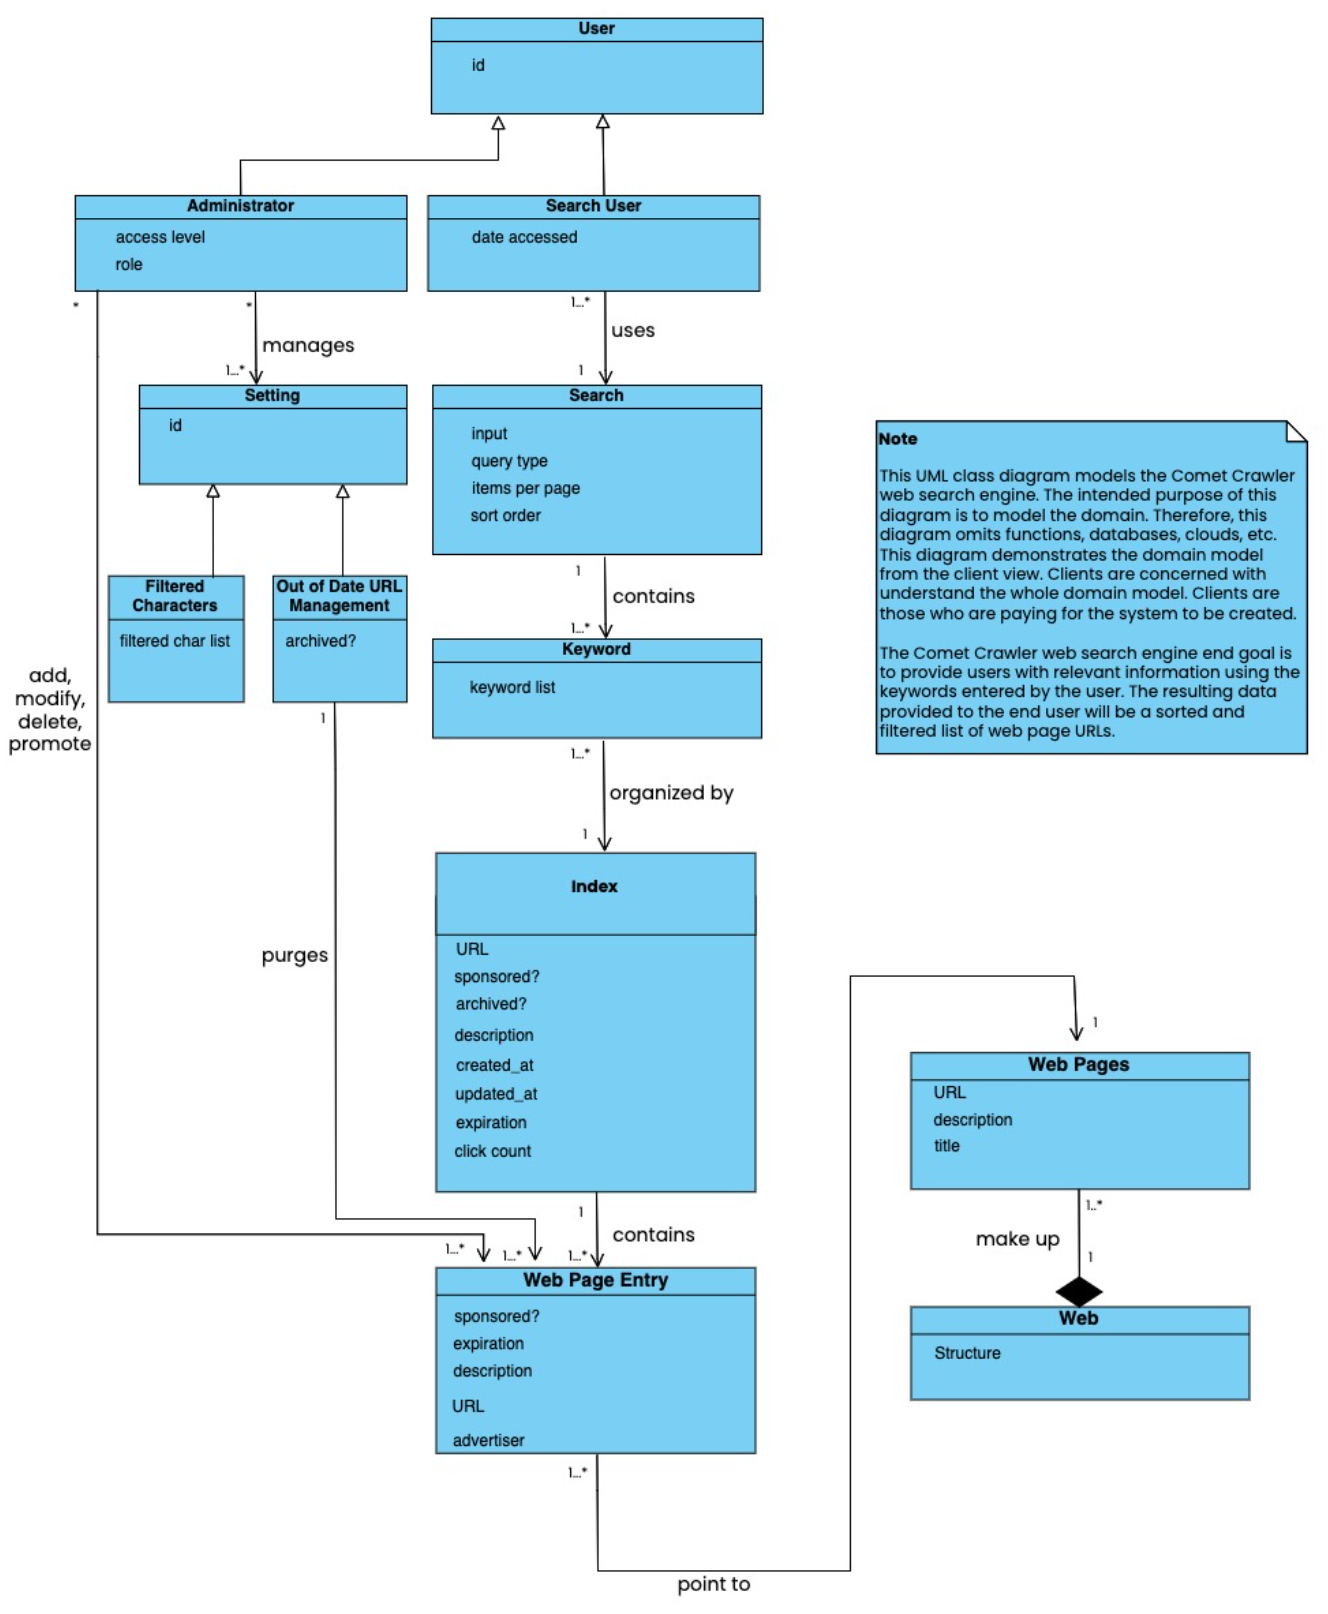 User
id
Administrator
access level
role
Search User
date accessed
*
*
manages
1...*
1...*
uses
1
Setting
id
Search
input
query type
items per page
sort order
Note
This UML class diagram models the Comet Crawler
web search engine. The intended purpose of this
diagram is to model the domain. Therefore, this
diagram omits functions, databases, clouds, etc.
This diagram demonstrates the domain model
from the client view. Clients are concerned with
understand the whole domain model. Clients are
those who are paying for the system to be created.
The Comet Crawler web search engine end goal is
to provide users with relevant information using the
keywords entered by the user. The resulting data
provided to the end user will be a sorted and
filtered list of web page URLs.
Filtered
Characters
filtered char list
Out of Date URL
Management
archived?
1
contains
1...*
Keyword
keyword list
add,
modify,
delete,
promote
1
1...*
organized by
1
Index
URL
sponsored?
archived?
description
created_at
updated_at
expiration
click count
purges
1
Web Pages
URL
description
title
1..*
make up
1
Web
Structure
1
contains
1...*
1...*
1...*
Web Page Entry
sponsored?
expiration
description
URL
advertiser
1...*
point to